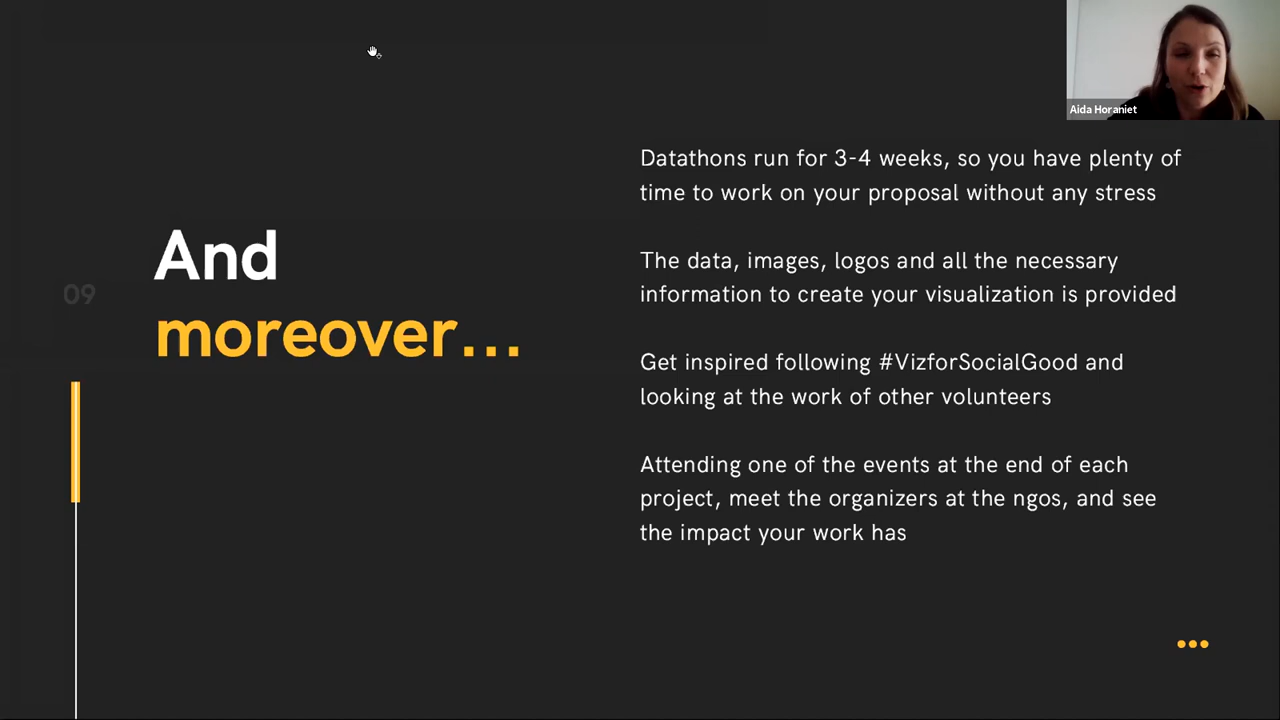 Aida Horaniet
Datathons run for 3-4 weeks, so you have plenty of
time to work on your proposal without any stress
And
moreover...
09
The data, images, logos and all the necessary
information to create your visualization is provided
Get inspired following #VizforSocialGood and
looking at the work of other volunteers
Attending one of the events at the end of each
project, meet the organizers at the ngos, and see
the impact your work has